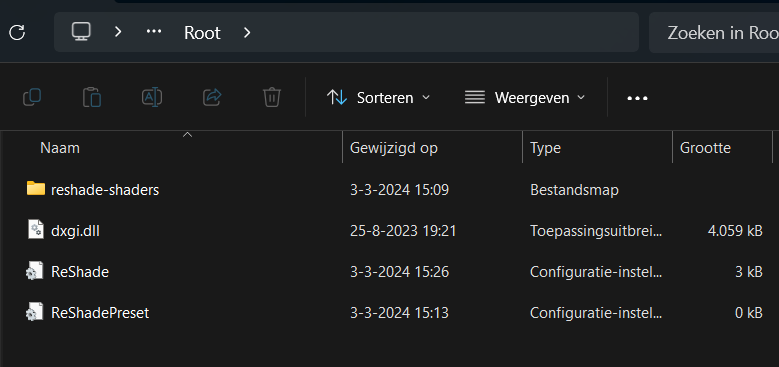 Root
Zoeken in Roo
Sorteren
Weergeven
Naam Gewijzigd op Type Grootte
reshade-shaders 3-3-2024 15:09 Bestandsmap
dxgi.dll 25-8-2023 19:21 Toepassingsuitbrei... 4.059 kB
ReShade 3-3-2024 15:26 Configuratie-instel... 3 kB
ReShadePreset 3-3-2024 15:13 Configuratie-instel... 0 kB